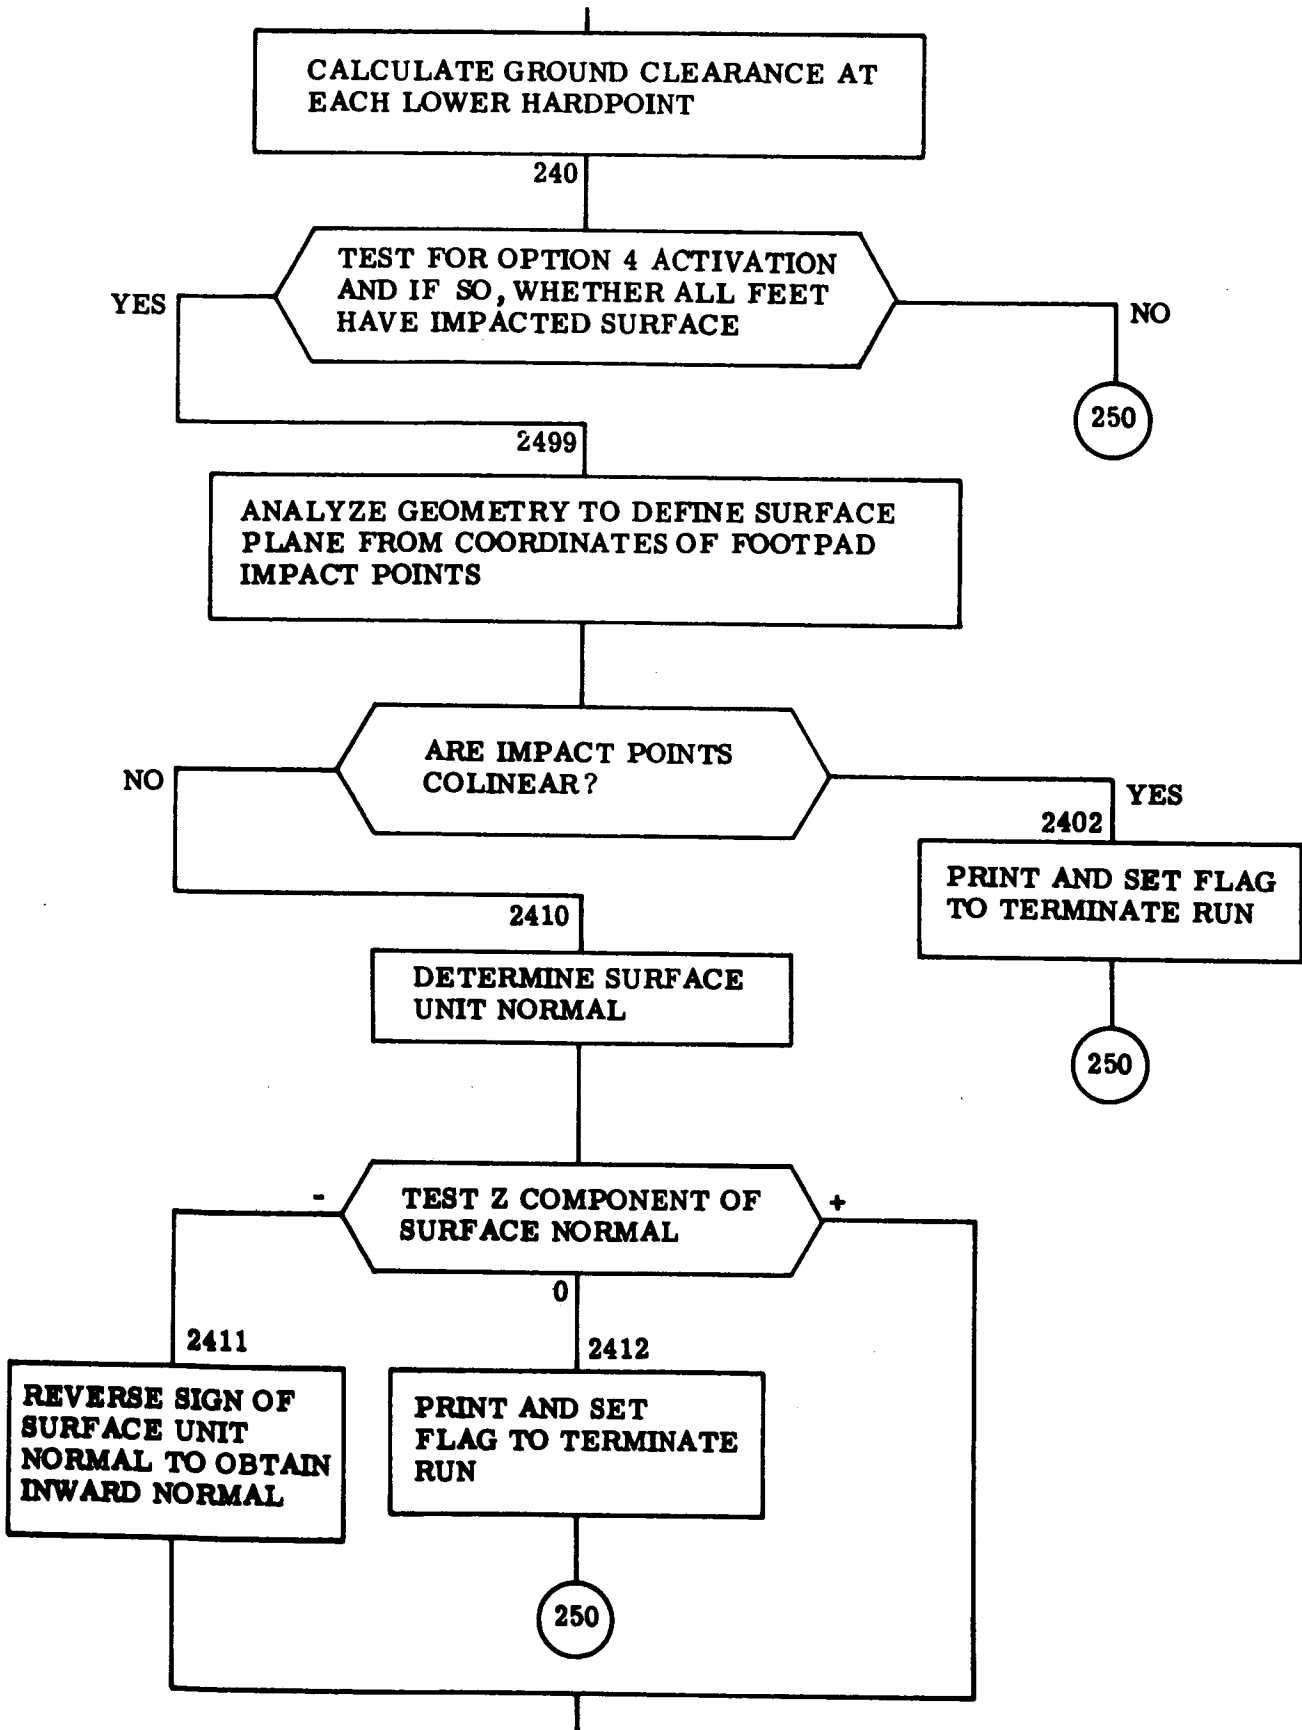 CALCULATE GROUND CLEARANCE AT
EACH LOWER HARDPOINT
240
TEST FOR OPTION 4 ACTIVATION
AND IF SO, WHETHER ALL FEET
HAVE IMPACTED SURFACE
YES
NO
250
2499
ANALYZE GEOMETRY TO DEFINE SURFACE
PLANE FROM COORDINATES OF FOOTPAD
IMPACT POINTS
ARE IMPACT POINTS
COLINEAR?
NO
YES
2402
PRINT AND SET FLAG
TO TERMINATE RUN
250
2410
DETERMINE SURFACE
UNIT NORMAL
TEST Z COMPONENT OF
SURFACE NORMAL
-
+
0
2411
REVERSE SIGN OF
SURFACE UNIT
NORMAL TO OBTAIN
INWARD NORMAL
2412
PRINT AND SET
FLAG TO TERMINATE
RUN
250